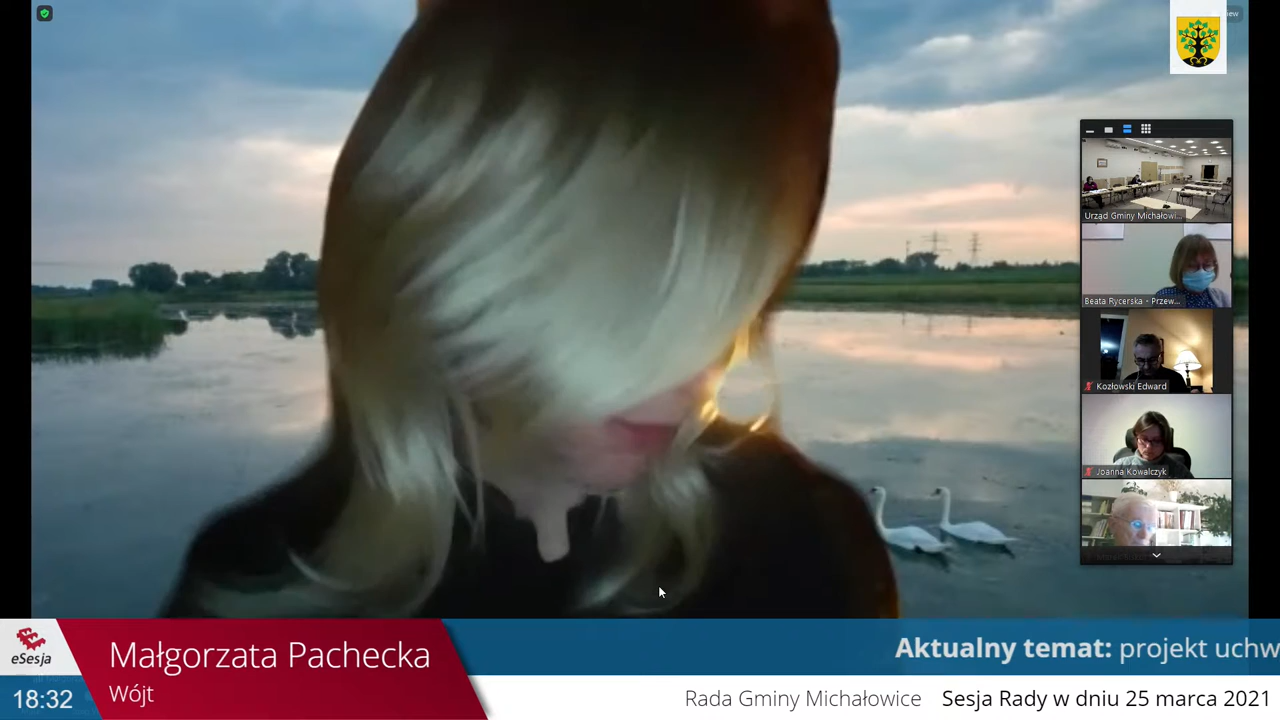 ew
Urząd Gminy Michałowi...
Beata Rycerska - Przew...
Kozłowski Edward
Joanna Kowalczyk
eSesja
Małgorzata Pachecka
Wójt
Aktualny temat: projekt uchw
18:32
Rada Gminy Michałowice
Sesja Rady w dniu 25 marca 2021